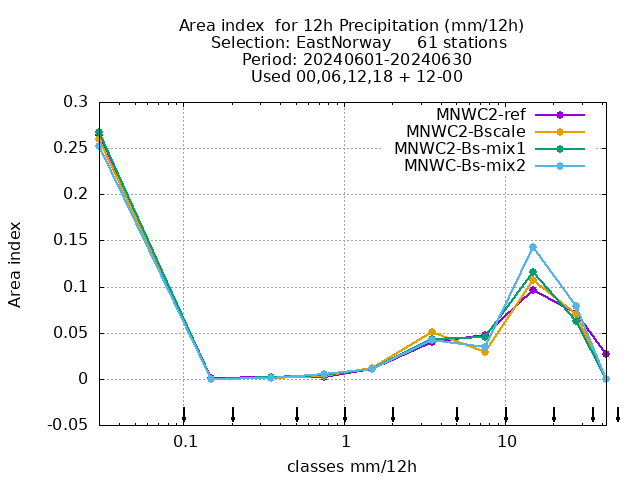 Area index  for 12h Precipitation (mm/12h)
Selection: EastNorway     61 stations
Period: 20240601-20240630
Used 00,06,12,18 + 12-00
0.3
0.25
0.2
0.15
0.1
0.05
0
-0.05
Area index
MNWC2-ref
MNWC2-Bscale
MNWC2-Bs-mix1
MNWC-Bs-mix2
0.1
1
10
classes mm/12h